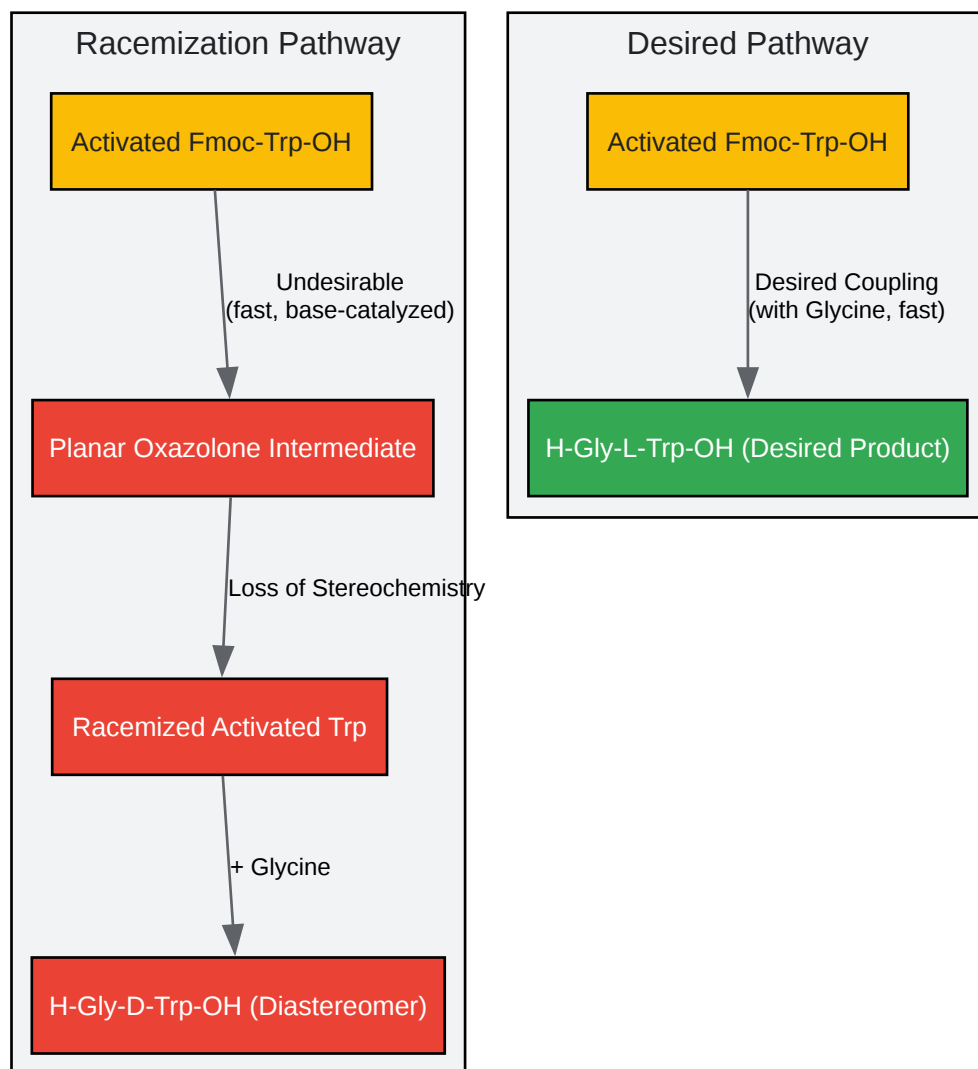 Racemization Pathway
Activated Fmoc-Trp-OH
Undesirable
(fast, base-catalyzed)
Planar Oxazolone Intermediate
Loss of Stereochemistry
Racemized Activated Trp
+ Glycine
H-Gly-D-Trp-OH (Diastereomer)
Desired Pathway
Activated Fmoc-Trp-OH
Desired Coupling
(with Glycine, fast)
H-Gly-L-Trp-OH (Desired Product)